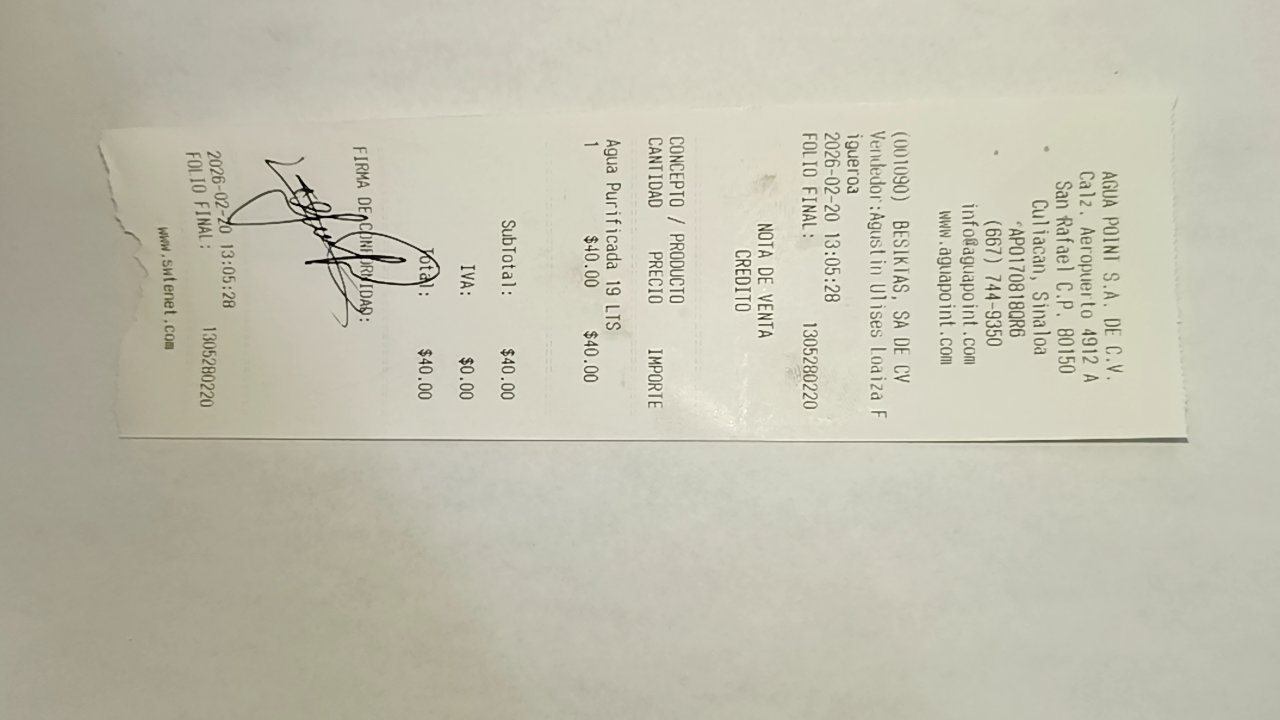 AGUA POINT S.A. DE C.V.
Calz. Aeropuerto 4912 A
San Rafael C.P. 80150
Culiacan, Sinaloa
APO170818QR6
(667) 744-9350
info@aguapoint.com
www.aguapoint.com
(001090) BESIKTAS, SA DE CV
Vendedor:Agustin Ulises Loaiza F
igueroa
2026-02-20 13:05:28
FOLIO FINAL: 1305280220
NOTA DE VENTA
CREDITO
CONCEPTO / PRODUCTO
CANTIDAD PRECIO IMPORTE
Agua Purificada 19 LTS
1 $40.00 $40.00
SubTotal: $40.00
IVA: $0.00
Total: $40.00
FIRMA DE CONFORMIDAD:
2026-02-20 13:05:28
FOLIO FINAL: 1305280220
www.swtenet.com